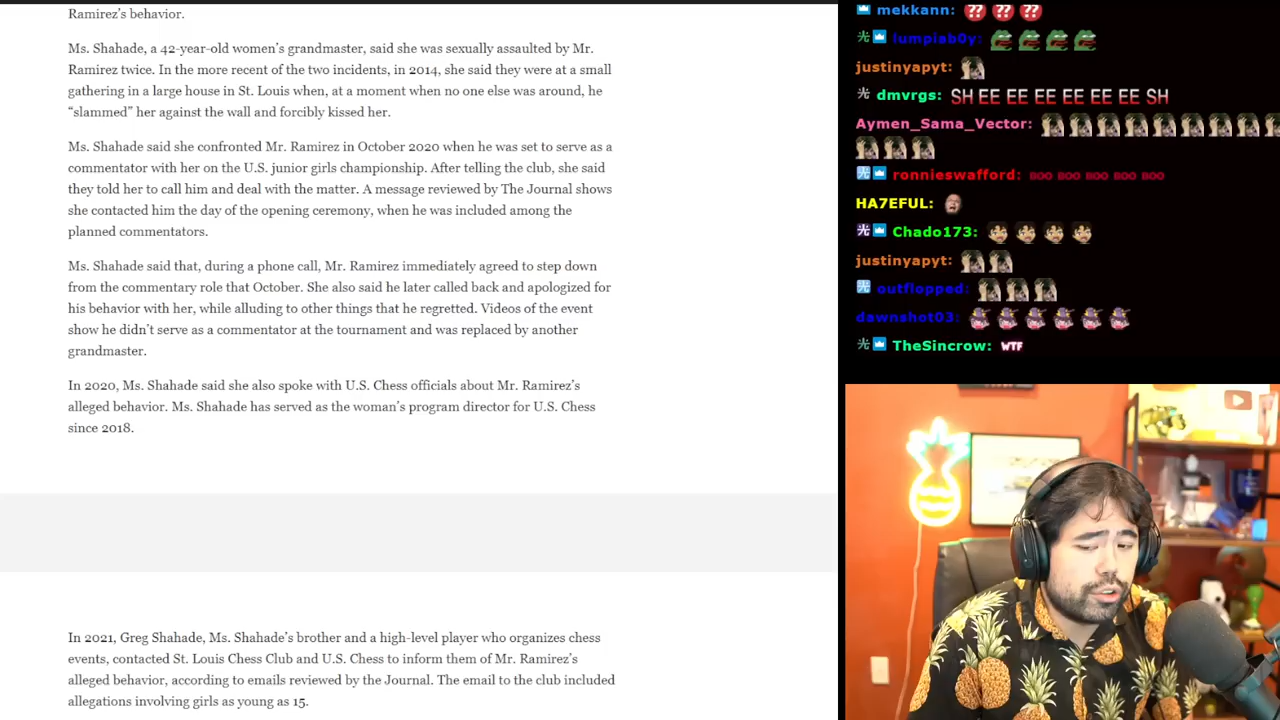 Ramirez’s behavior.
Ms. Shahade, a 42-year-old women’s grandmaster, said she was sexually assaulted by Mr.
Ramirez twice. In the more recent of the two incidents, in 2014, she said they were at a small
gathering in a large house in St. Louis when, at a moment when no one else was around, he
“slammed” her against the wall and forcibly kissed her.
Ms. Shahade said she confronted Mr. Ramirez in October 2020 when he was set to serve as a
commentator with her on the U.S. junior girls championship. After telling the club, she said
they told her to call him and deal with the matter. A message reviewed by The Journal shows
she contacted him the day of the opening ceremony, when he was included among the
planned commentators.
Ms. Shahade said that, during a phone call, Mr. Ramirez immediately agreed to step down
from the commentary role that October. She also said he later called back and apologized for
his behavior with her, while alluding to other things that he regretted. Videos of the event
show he didn’t serve as a commentator at the tournament and was replaced by another
grandmaster.
In 2020, Ms. Shahade said she also spoke with U.S. Chess officials about Mr. Ramirez’s
alleged behavior. Ms. Shahade has served as the woman’s program director for U.S. Chess
since 2018.
In 2021, Greg Shahade, Ms. Shahade’s brother and a high-level player who organizes chess
events, contacted St. Louis Chess Club and U.S. Chess to inform them of Mr. Ramirez’s
alleged behavior, according to emails reviewed by the Journal. The email to the club included
allegations involving girls as young as 15.
mekkann: ?? ?? ??
lumpiab0y:
justinyapyt:
dmvrgs: SH EE EE EE EE EE EE SH
Aymen_Sama_Vector:
ronnieswafford: BOO BOO BOO BOO BOO
HA7EFUL:
Chado173:
justinyapyt:
outflopped:
dawnshot03:
TheSincrow: WTF